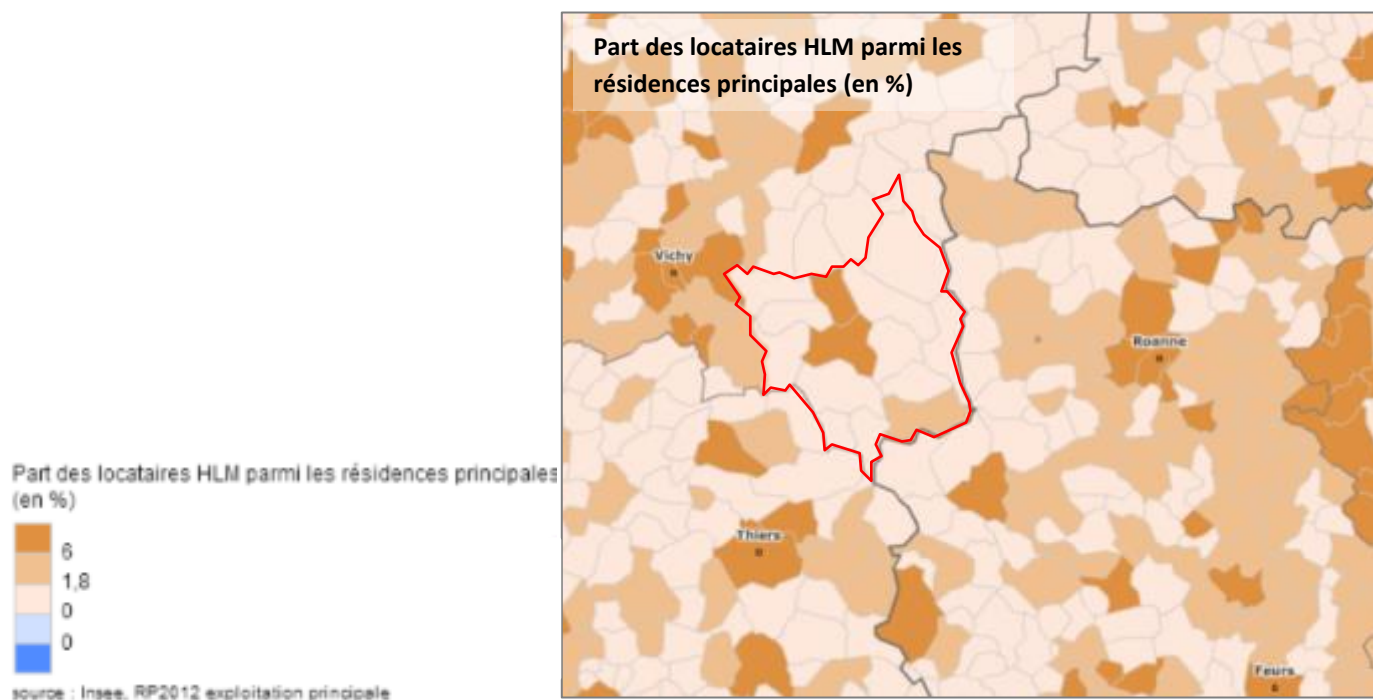 Part des locataires HLM parmi les
résidences principales (en %)
Vichy
Roanne
Thiers
Feurs
Part des locataires HLM parmi les résidences principales
(en %)
6
1,8
0
0
source : Insee, RP2012 exploitation principale